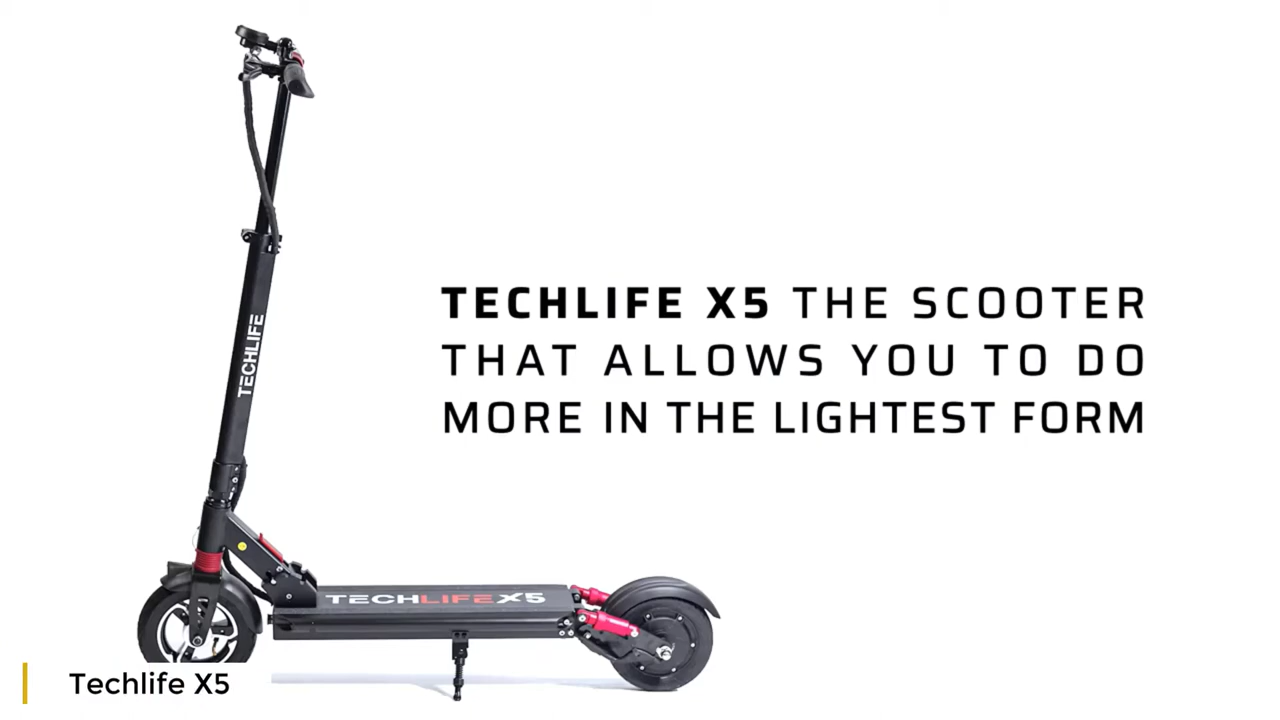 TECHLIFE X5 THE SCOOTER
THAT ALLOWS YOU TO DO
MORE IN THE LIGHTEST FORM
TECHLIFE
TECHLIFE X5
Techlife X5